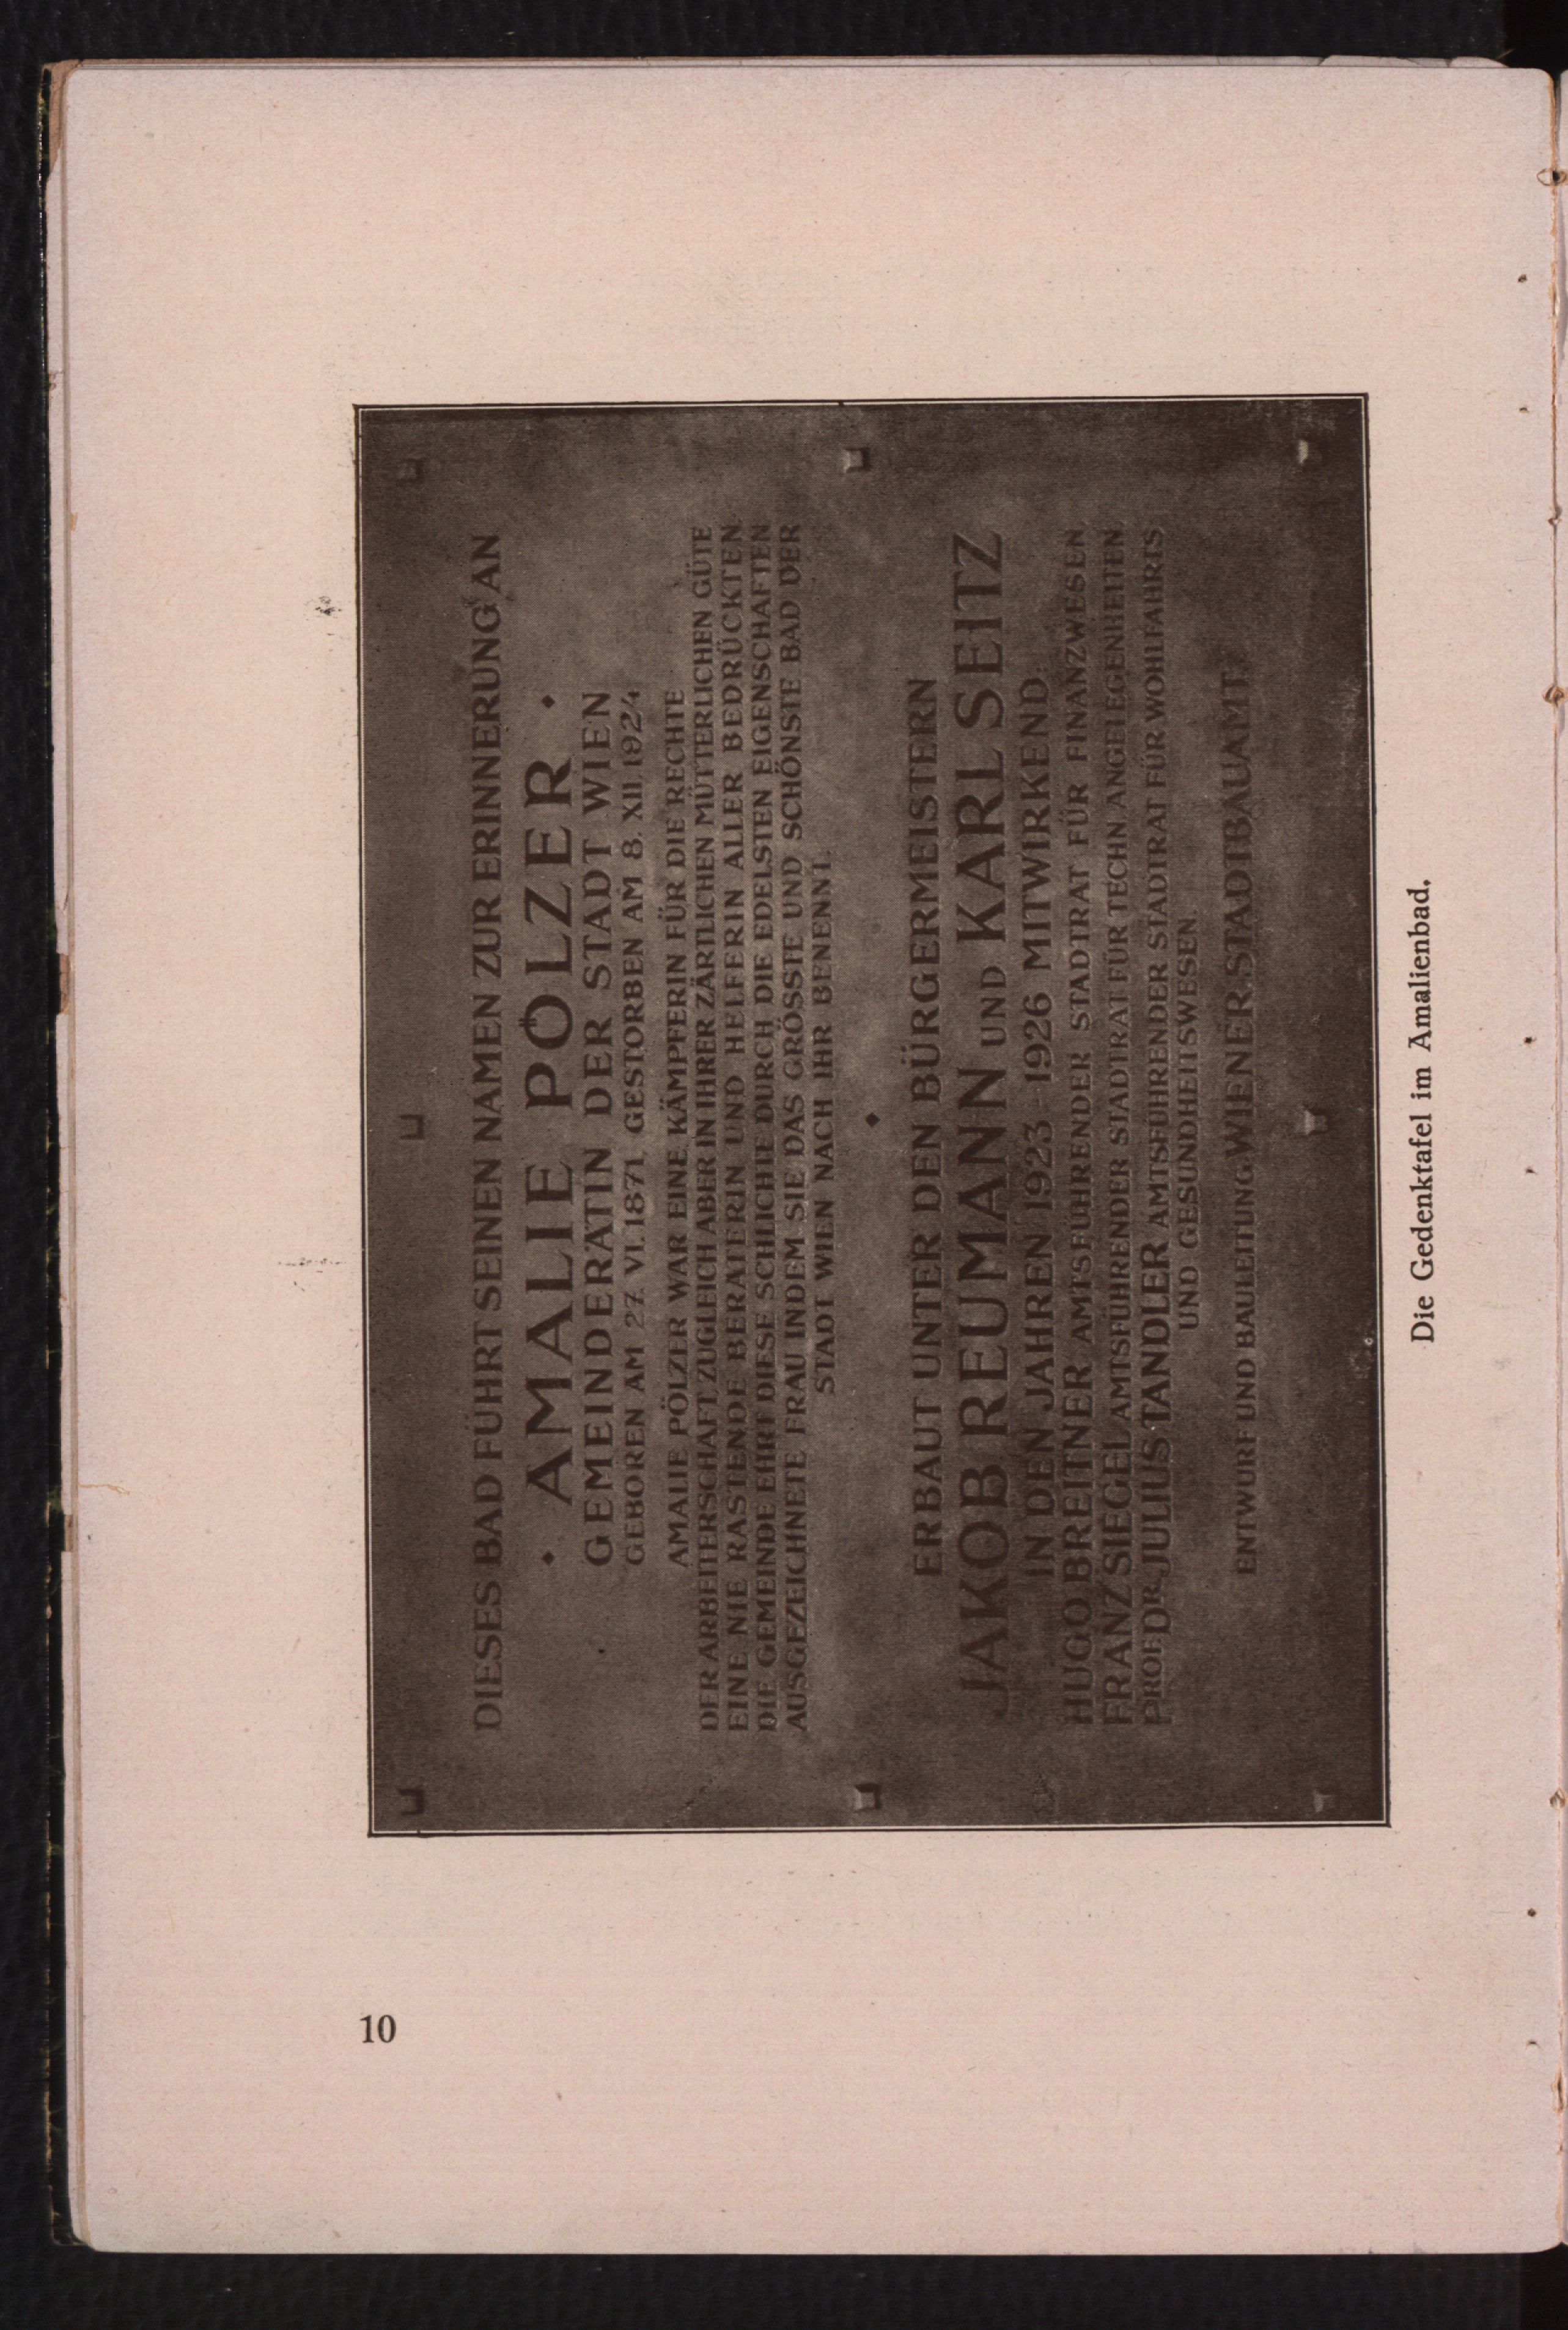 DIESES BAD FÜHRT SEINEN NAMEN ZUR ERINNERUNG AN
· AMALIE PÖLZER ·
GEMEINDERÄTIN DER STADT WIEN
GEBOREN AM 27. VI. 1871, GESTORBEN AM 8. XII. 1924
AMALIE PÖLZER WAR EINE KÄMPFERIN FÜR DIE RECHTE
DER ARBEITERSCHAFT ZUGLEICH ABER IN IHRER ZÄRTLICHEN MÜTTERLICHEN GÜTE
EINE NIE RASTENDE BERATERIN UND HELFERIN ALLER BEDRÜCKTEN.
DIE GEMEINDE EHRT DIESE SCHLICHTE DURCH DIE EDELSTEN EIGENSCHAFTEN
AUSGEZEICHNETE FRAU INDEM SIE DAS GRÖSSTE UND SCHÖNSTE BAD DER
STADT WIEN NACH IHR BENENNT.
ERBAUT UNTER DEN BÜRGERMEISTERN
JAKOB REUMANN UND KARL SEITZ
IN DEN JAHREN 1923 - 1926 MITWIRKEND:
HUGO BREITNER AMTSFÜHRENDER STADTRAT FÜR FINANZWESEN,
FRANZ SIEGEL AMTSFÜHRENDER STADTRAT FÜR TECHN. ANGELEGENHEITEN,
PROF. DR. JULIUS TANDLER AMTSFÜHRENDER STADTRAT FÜR WOHLFAHRTS
UND GESUNDHEITSWESEN.
ENTWURF UND BAULEITUNG WIENER STADTBAUAMT.
Die Gedenktafel im Amalienbad.
10